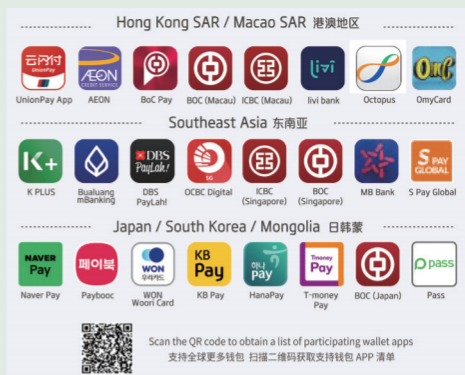 Hong Kong SAR / Macao SAR 港澳地区
云闪付
UnionPay
AEON
CREDIT SERVICE
livi
OMYC
UnionPay App
AEON
BoC Pay
BOC (Macau)
ICBC (Macau)
livi bank
Octopus
OmyCard
Southeast Asia 东南亚
K+
DBS
PayLah!
SG
S PAY
GLOBAL
K PLUS
Bualuang
mBanking
DBS
PayLah!
OCBC Digital
ICBC
(Singapore)
BOC
(Singapore)
MB Bank
S Pay Global
Japan / South Korea / Mongolia 日韩蒙
NAVER
Pay
페이북
WON
우리카드
KB
Pay
하나
pay
Tmoney
Pay
pass
Naver Pay
Paybooc
WON
Woori Card
KB Pay
HanaPay
T-money
Pay
BOC (Japan)
Pass
Scan the QR code to obtain a list of participating wallet apps
支持全球更多钱包 扫描二维码获取支持钱包 APP 清单